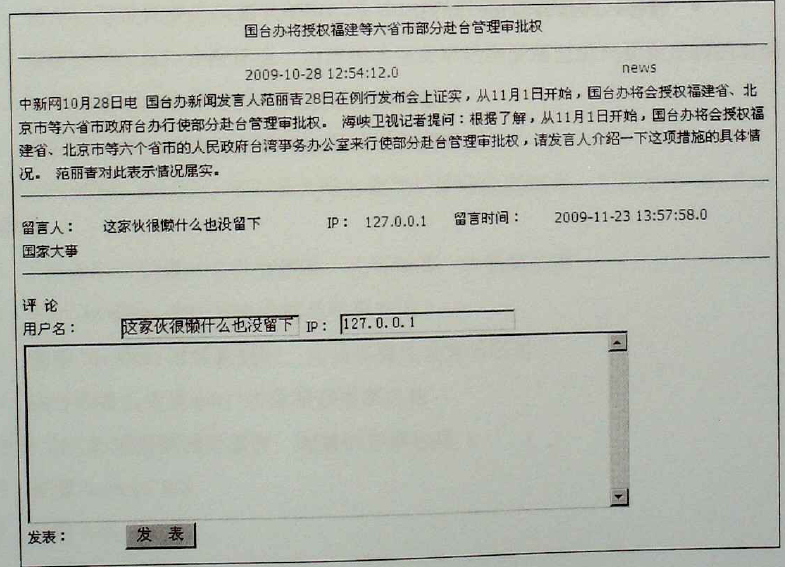 国台办将授权福建等六省市部分赴台管理审批权
2009-10-28 12:54:12.0 news
中新网10月28日电 国台办新闻发言人范丽青28日在例行发布会上证实，从11月1日开始，国台办将会授权福建省、北
京市等六省市政府台办行使部分赴台管理审批权。 海峡卫视记者提问：根据了解，从11月1日开始，国台办将会授权福
建省、北京市等六个省市的人民政府台湾事务办公室来行使部分赴台管理审批权，请发言人介绍一下这项措施的具体情
况。 范丽青对此表示情况属实。
留言人： 这家伙很懒什么也没留下 IP： 127.0.0.1 留言时间： 2009-11-23 13:57:58.0
国家大事
评 论
用户名： 这家伙很懒什么也没留下 IP： 127.0.0.1
发表： 发 表